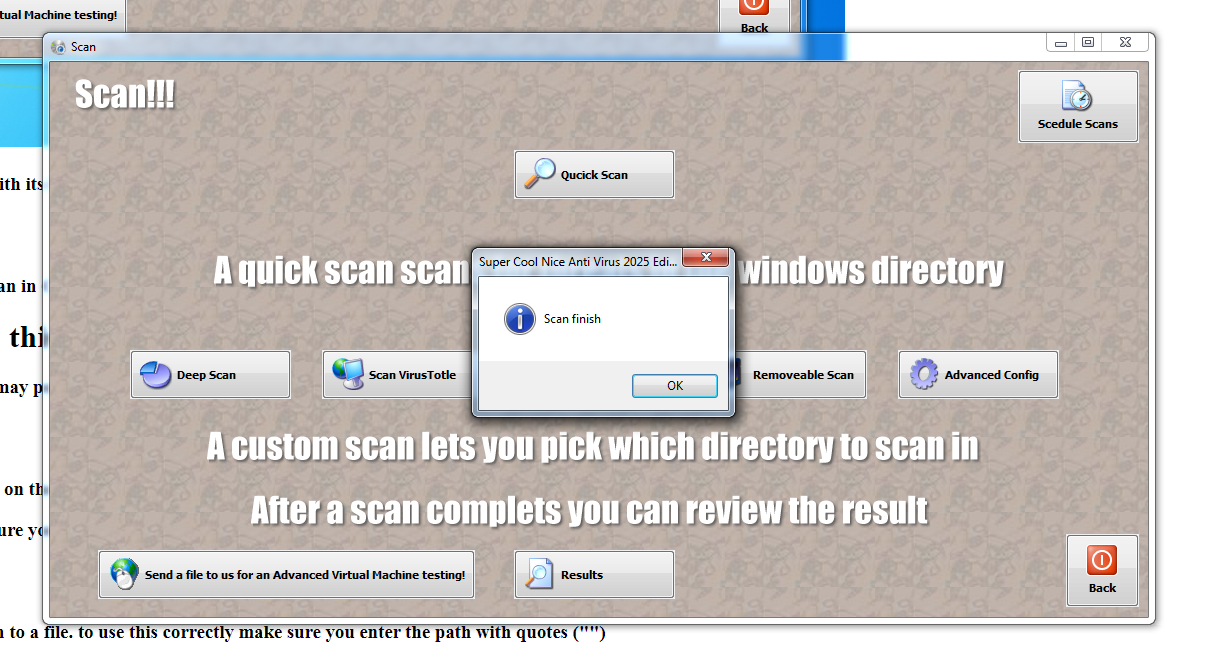 tual Machine testing!
Back
Scan
Scan!!!
Scedule Scans
Qucick Scan
ith its
Super Cool Nice Anti Virus 2025 Edi...
A quick scan scan windows directory
an in
Scan finish
thi
Deep Scan
Scan VirusTotle
Removeable Scan
Advanced Config
may p
OK
A custom scan lets you pick which directory to scan in
on th
After a scan complets you can review the result
ure yo
Send a file to us for an Advanced Virtual Machine testing!
Results
Back
n to a file. to use this correctly make sure you enter the path with quotes ("")